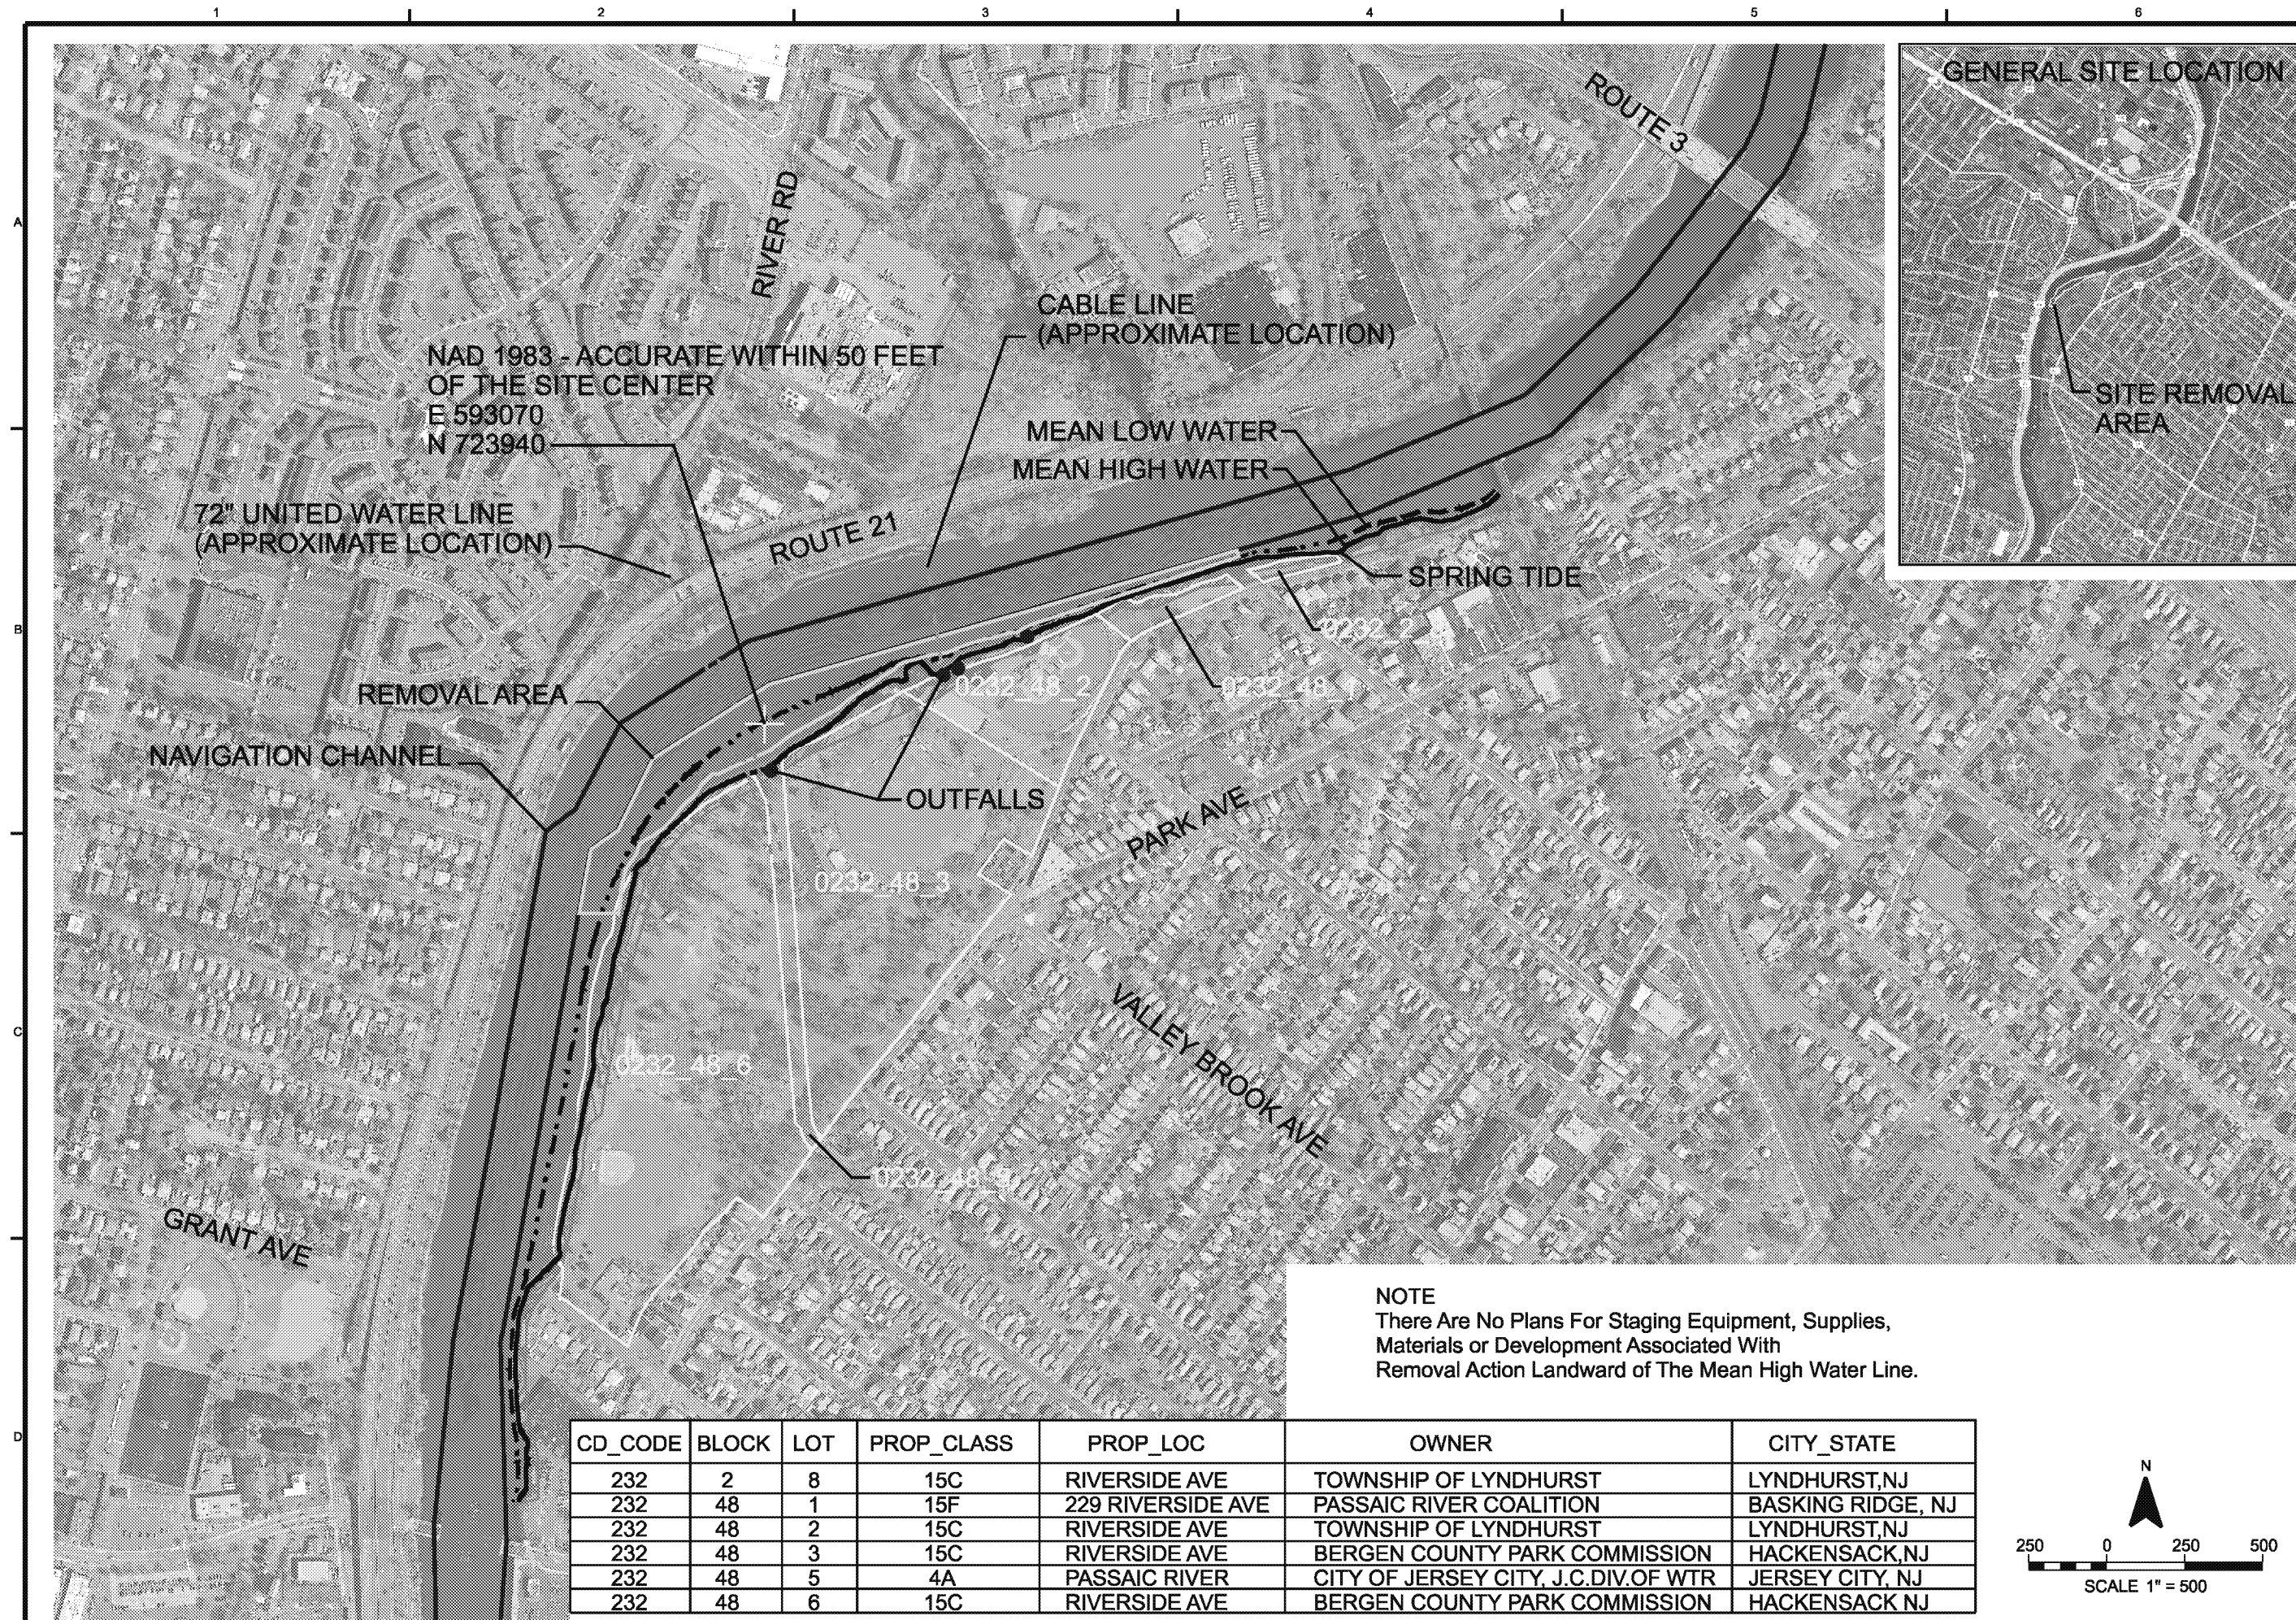 1 2 3 4 5 6
A
B
C
D
GENERAL SITE LOCATION
SITE REMOVAL
AREA
ROUTE 3
RIVER RD
CABLE LINE
(APPROXIMATE LOCATION)
NAD 1983 - ACCURATE WITHIN 50 FEET
OF THE SITE CENTER
E 593070
N 723940
MEAN LOW WATER
MEAN HIGH WATER
72" UNITED WATER LINE
(APPROXIMATE LOCATION)
ROUTE 21
SPRING TIDE
0232_2
0232_48_2
0232_48_1
REMOVAL AREA
NAVIGATION CHANNEL
OUTFALLS
PARK AVE
0232_48_3
VALLEY BROOK AVE
0232_48_6
GRANT AVE
NOTE
There Are No Plans For Staging Equipment, Supplies,
Materials or Development Associated With
Removal Action Landward of The Mean High Water Line.
CD_CODE BLOCK LOT PROP_CLASS PROP_LOC OWNER CITY_STATE
232 2 8 15C RIVERSIDE AVE TOWNSHIP OF LYNDHURST LYNDHURST,NJ
232 48 1 15F 229 RIVERSIDE AVE PASSAIC RIVER COALITION BASKING RIDGE, NJ
232 48 2 15C RIVERSIDE AVE TOWNSHIP OF LYNDHURST LYNDHURST,NJ
232 48 3 15C RIVERSIDE AVE BERGEN COUNTY PARK COMMISSION HACKENSACK,NJ
232 48 5 4A PASSAIC RIVER CITY OF JERSEY CITY, J.C.DIV.OF WTR JERSEY CITY, NJ
232 48 6 15C RIVERSIDE AVE BERGEN COUNTY PARK COMMISSION HACKENSACK NJ
N
250 0 250 500
SCALE 1" = 500